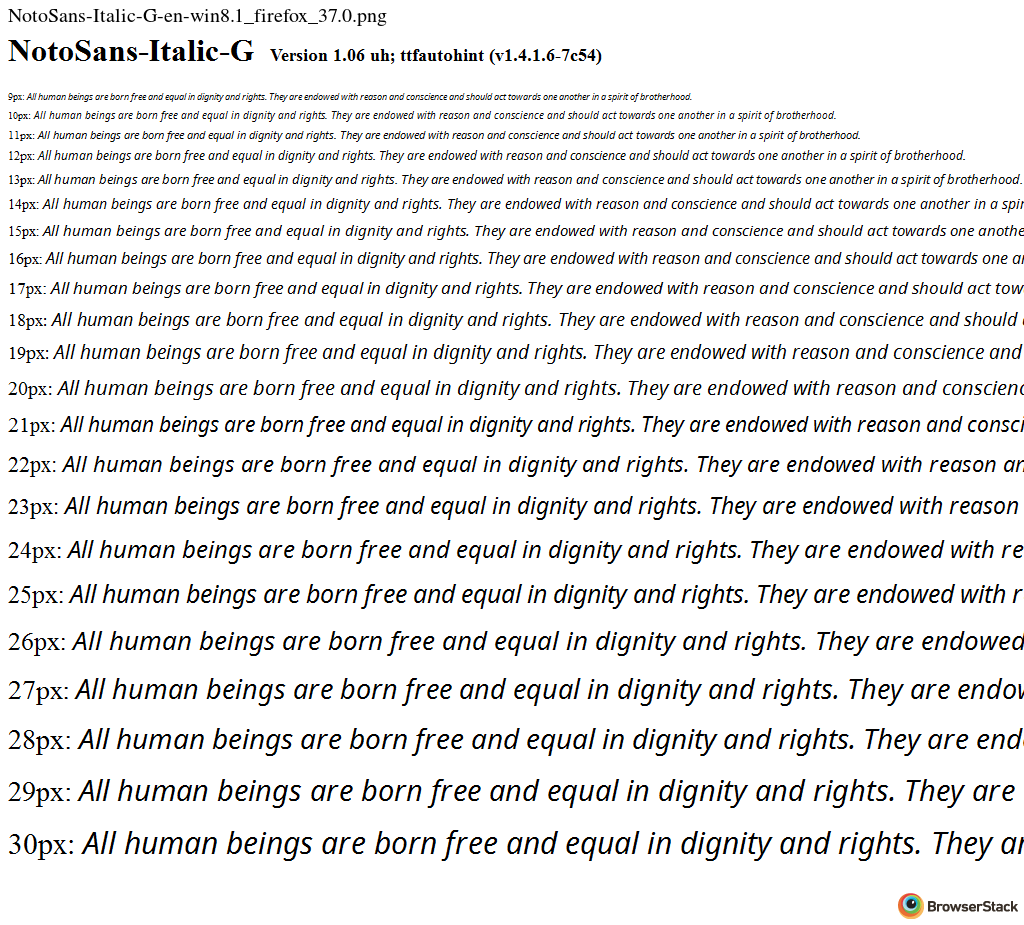 NotoSans-Italic-G-en-win8.1_firefox_37.0.png
NotoSans-Italic-G Version 1.06 uh; ttfautohint (v1.4.1.6-7c54)
9px: All human beings are born free and equal in dignity and rights. They are endowed with reason and conscience and should act towards one another in a spirit of brotherhood.
10px: All human beings are born free and equal in dignity and rights. They are endowed with reason and conscience and should act towards one another in a spirit of brotherhood.
11px: All human beings are born free and equal in dignity and rights. They are endowed with reason and conscience and should act towards one another in a spirit of brotherhood.
12px: All human beings are born free and equal in dignity and rights. They are endowed with reason and conscience and should act towards one another in a spirit of brotherhood.
13px: All human beings are born free and equal in dignity and rights. They are endowed with reason and conscience and should act towards one another in a spirit of brotherhood.
14px: All human beings are born free and equal in dignity and rights. They are endowed with reason and conscience and should act towards one another in a spir
15px: All human beings are born free and equal in dignity and rights. They are endowed with reason and conscience and should act towards one anothe
16px: All human beings are born free and equal in dignity and rights. They are endowed with reason and conscience and should act towards one a
17px: All human beings are born free and equal in dignity and rights. They are endowed with reason and conscience and should act tow
18px: All human beings are born free and equal in dignity and rights. They are endowed with reason and conscience and should
19px: All human beings are born free and equal in dignity and rights. They are endowed with reason and conscience and
20px: All human beings are born free and equal in dignity and rights. They are endowed with reason and conscienc
21px: All human beings are born free and equal in dignity and rights. They are endowed with reason and consci
22px: All human beings are born free and equal in dignity and rights. They are endowed with reason an
23px: All human beings are born free and equal in dignity and rights. They are endowed with reason
24px: All human beings are born free and equal in dignity and rights. They are endowed with re
25px: All human beings are born free and equal in dignity and rights. They are endowed with r
26px: All human beings are born free and equal in dignity and rights. They are endowed
27px: All human beings are born free and equal in dignity and rights. They are endow
28px: All human beings are born free and equal in dignity and rights. They are end
29px: All human beings are born free and equal in dignity and rights. They are
30px: All human beings are born free and equal in dignity and rights. They ar
BrowserStack